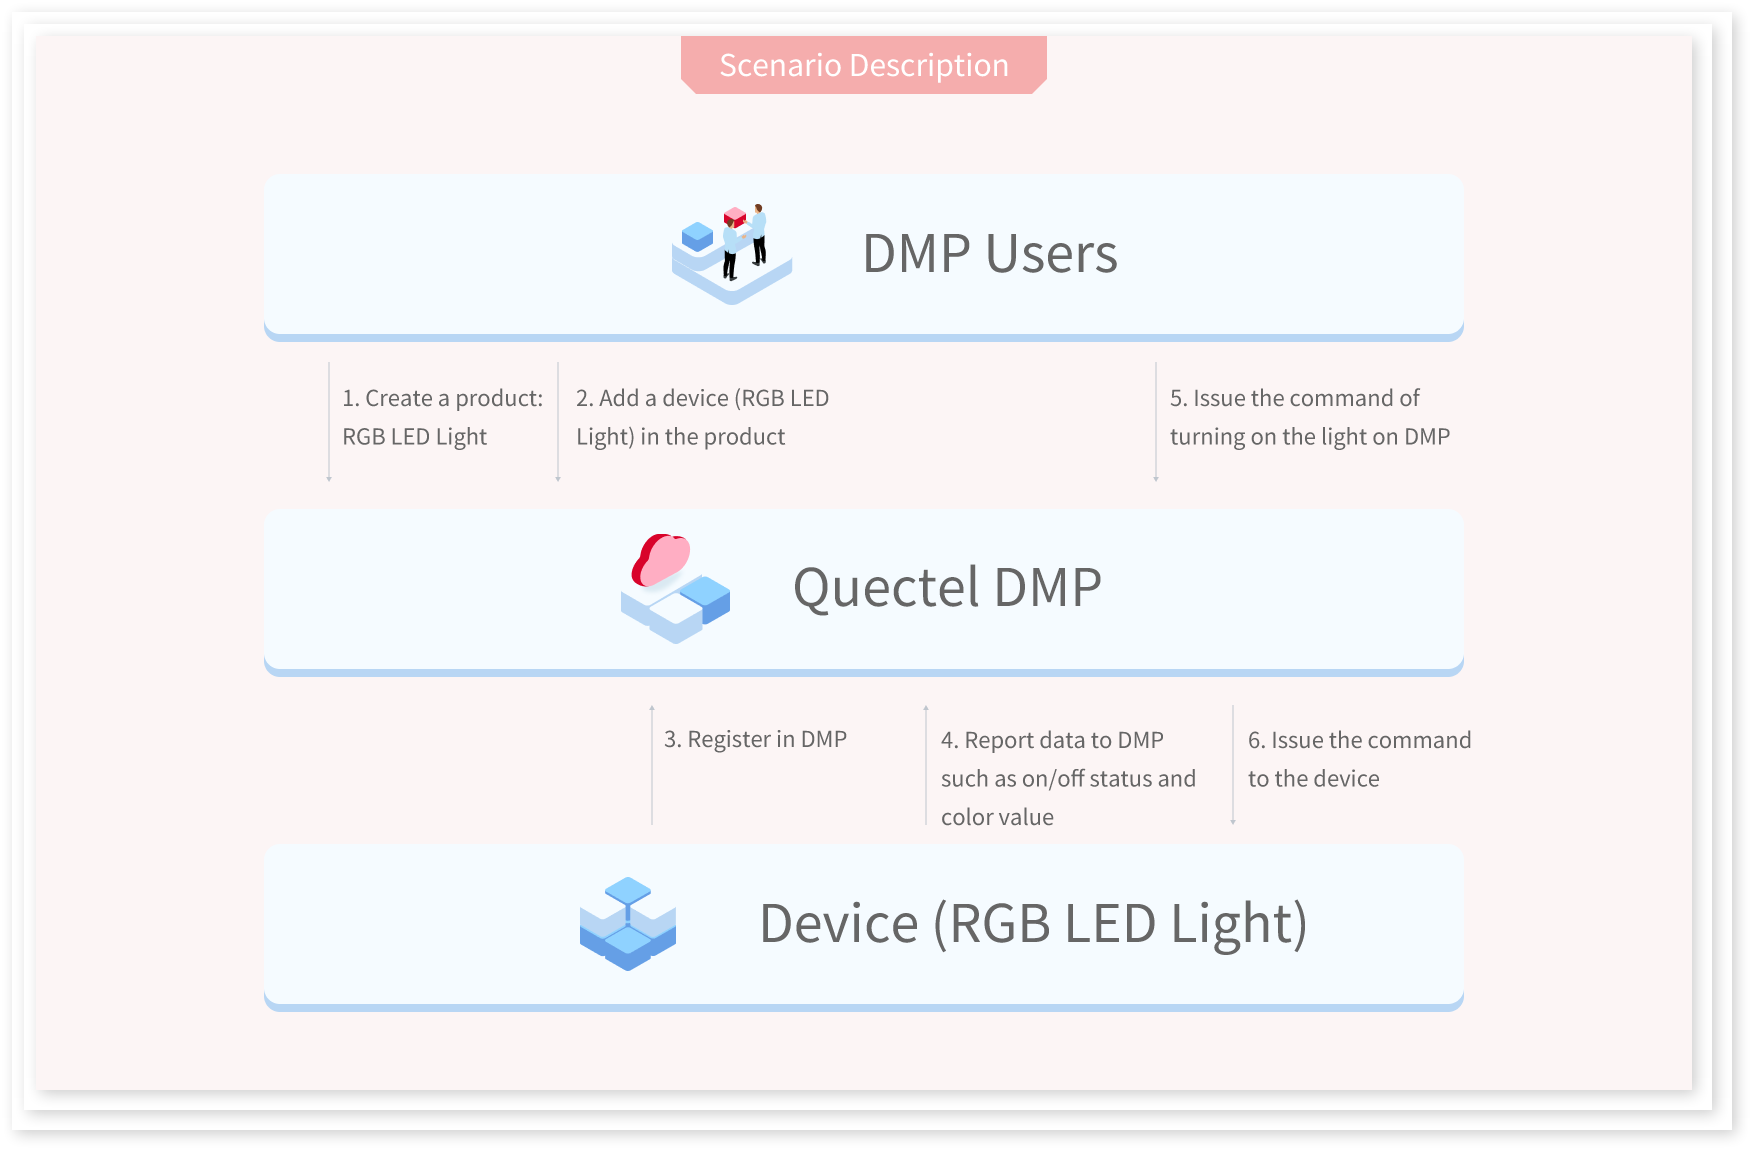 Scenario Description
DMP Users
1. Create a product:
RGB LED Light
2. Add a device (RGB LED
Light) in the product
5. Issue the command of
turning on the light on DMP
Quectel DMP
3. Register in DMP
4. Report data to DMP
such as on/off status and
color value
6. Issue the command
to the device
Device (RGB LED Light)